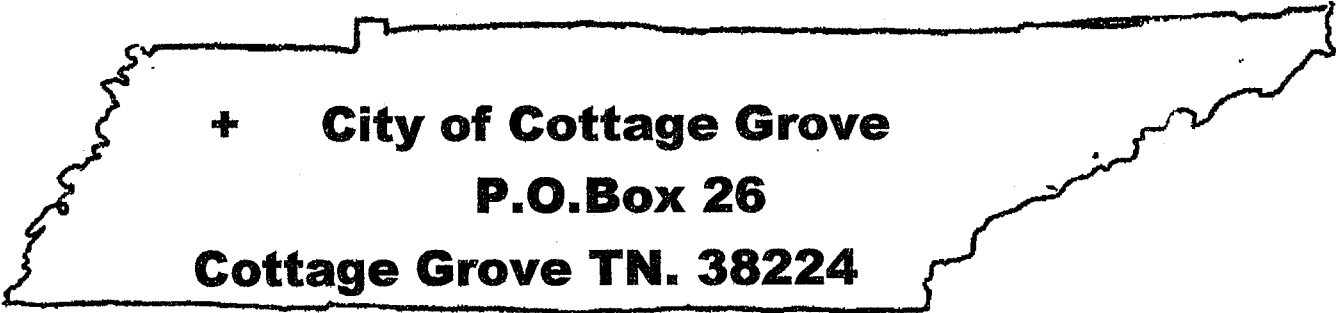 + City of Cottage Grove
P.O.Box 26
Cottage Grove TN. 38224